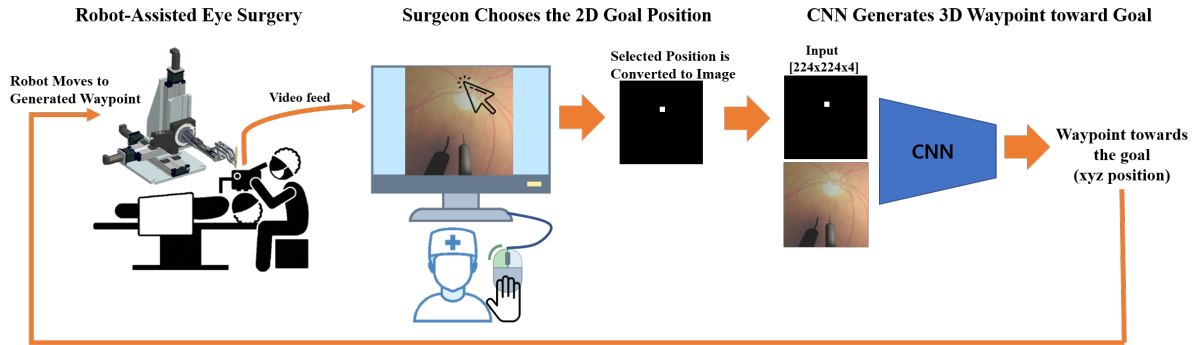 Robot-Assisted Eye Surgery
Surgeon Chooses the 2D Goal Position
CNN Generates 3D Waypoint toward Goal
Robot Moves to
Generated Waypoint
Video feed
Selected Position is
Converted to Image
Input
[224x224x4]
CNN
Waypoint towards
the goal
(xyz position)